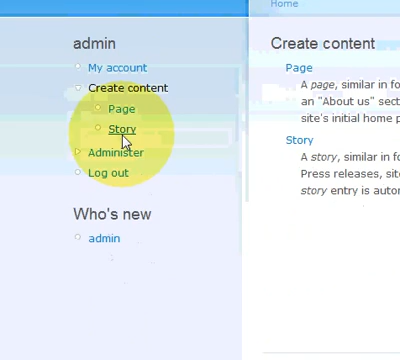 Home
admin
My account
Create content
Page
Story
Administer
Log out
Who's new
admin
Create content
Page
A page, similar in fo
an "About us" sect
site's initial home p
Story
A story, similar in fo
Press releases, sit
story entry is auton